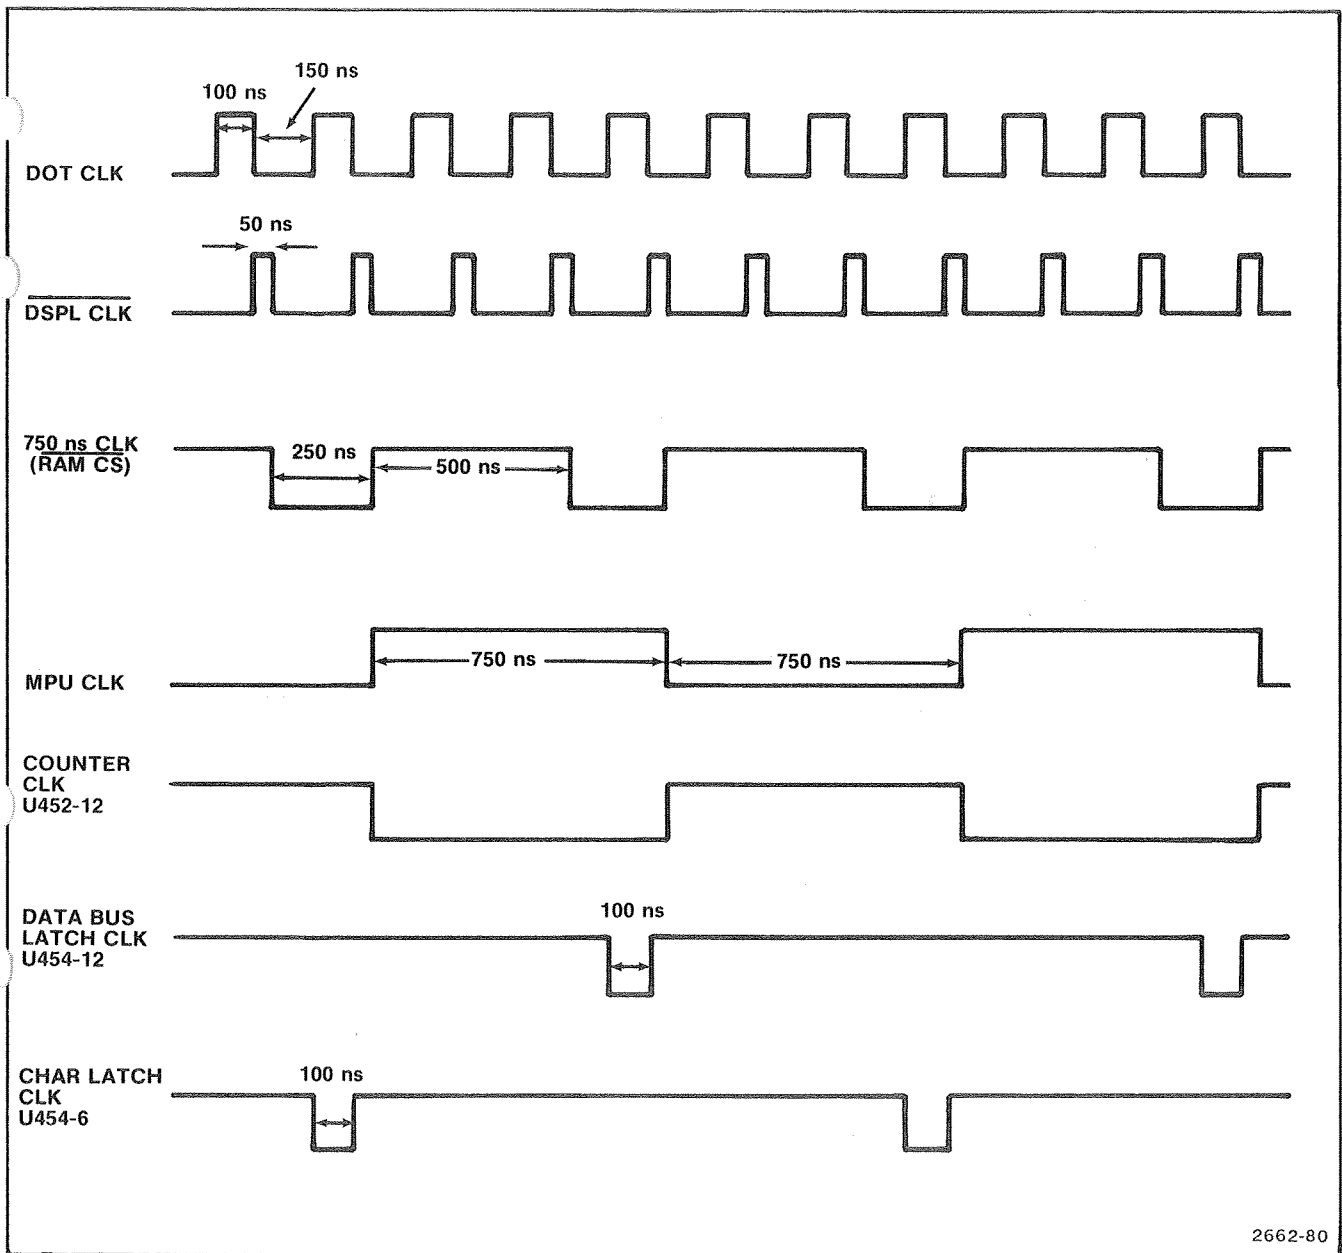 150 ns
100 ns
DOT CLK
50 ns
DSPL CLK
750 ns CLK
(RAM CS)
250 ns
500 ns
750 ns
750 ns
MPU CLK
COUNTER
CLK
U452-12
DATA BUS
LATCH CLK
U454-12
100 ns
CHAR LATCH
CLK
U454-6
100 ns
2662-80